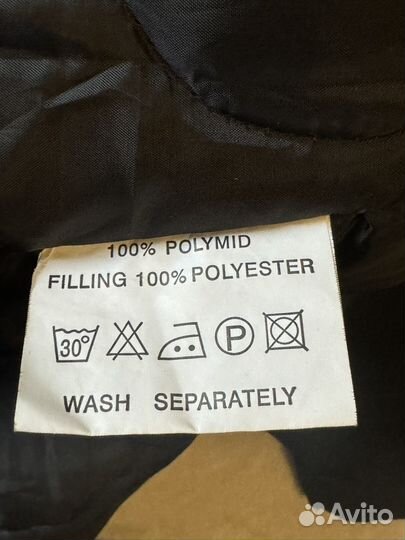 100% POLYMID
FILLING 100% POLYESTER
30°
P
WASH SEPARATELY
Avito